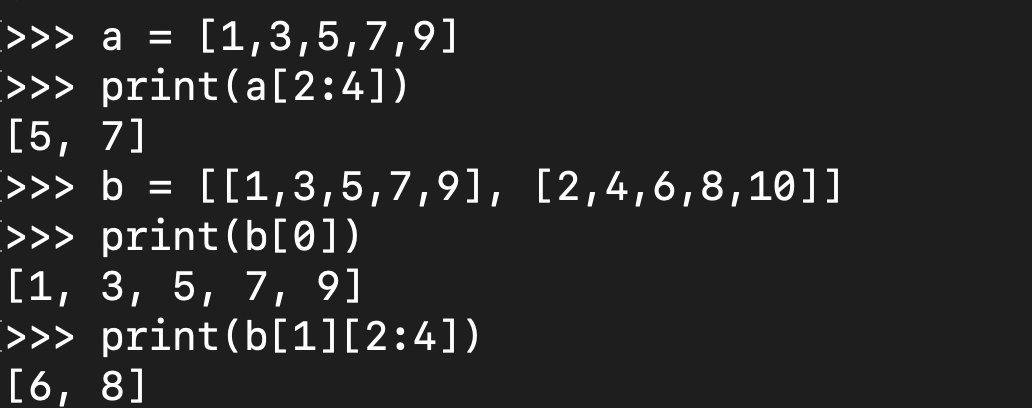 >>> a = [1,3,5,7,9]
>>> print(a[2:4])
[5, 7]
>>> b = [[1,3,5,7,9], [2,4,6,8,10]]
>>> print(b[0])
[1, 3, 5, 7, 9]
>>> print(b[1][2:4])
[6, 8]